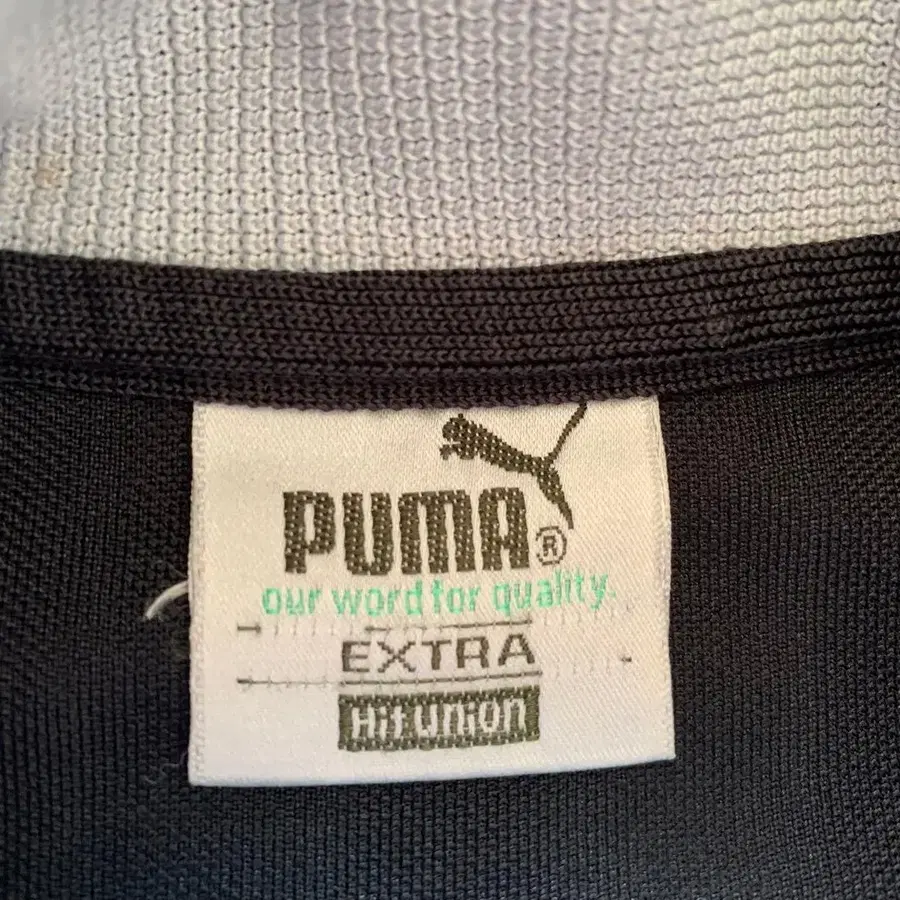 PUMA®
our word for quality.
EXTRA
Hit union